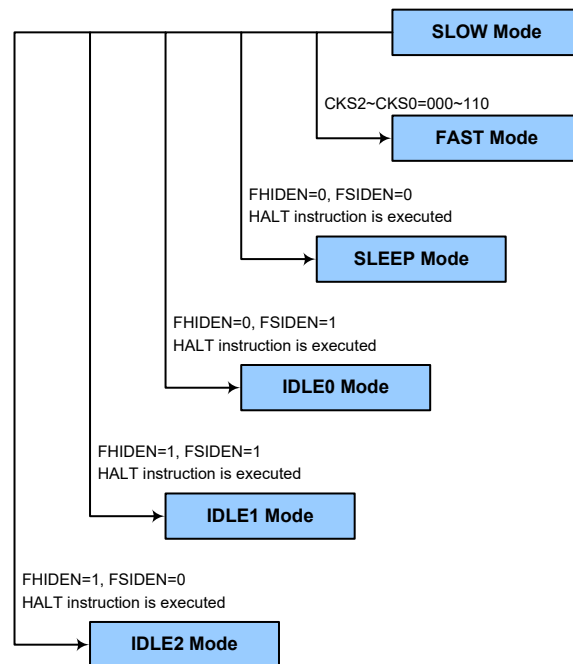 SLOW Mode
CKS2~CKS0=000~110
FAST Mode
FHIDEN=0, FSIDEN=0
HALT instruction is executed
SLEEP Mode
FHIDEN=0, FSIDEN=1
HALT instruction is executed
IDLE0 Mode
FHIDEN=1, FSIDEN=1
HALT instruction is executed
IDLE1 Mode
FHIDEN=1, FSIDEN=0
HALT instruction is executed
IDLE2 Mode